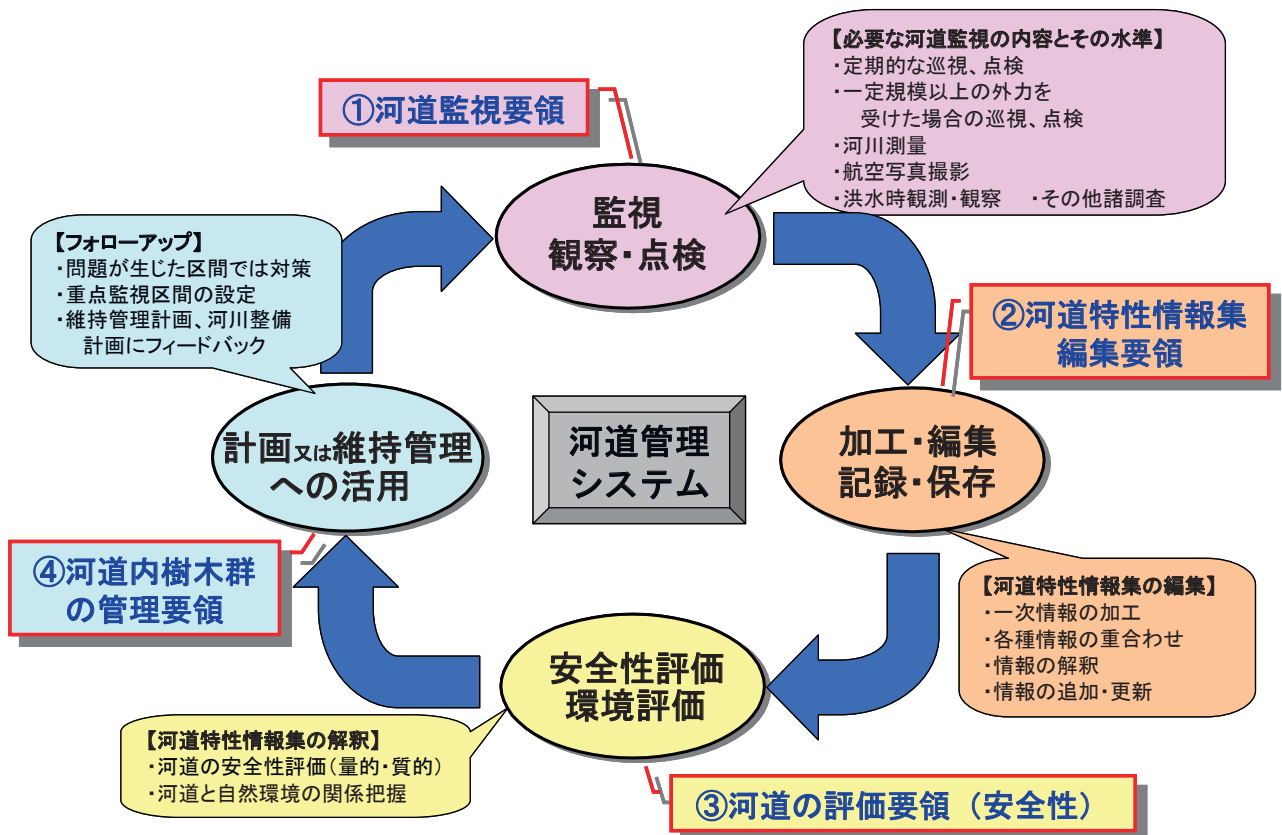 【必要な河道監視の内容とその水準】
・定期的な巡視、点検
・一定規模以上の外力を
受けた場合の巡視、点検
・河川測量
・航空写真撮影
・洪水時観測・観察　・その他諸調査
①河道監視要領
監視
観察・点検
【フォローアップ】
・問題が生じた区間では対策
・重点監視区間の設定
・維持管理計画、河川整備
計画にフィードバック
②河道特性情報集
編集要領
計画又は維持管理
への活用
河道管理
システム
加工・編集
記録・保存
④河道内樹木群
の管理要領
【河道特性情報集の編集】
・一次情報の加工
・各種情報の重合わせ
・情報の解釈
・情報の追加・更新
安全性評価
環境評価
【河道特性情報集の解釈】
・河道の安全性評価（量的・質的）
・河道と自然環境の関係把握
③河道の評価要領（安全性）